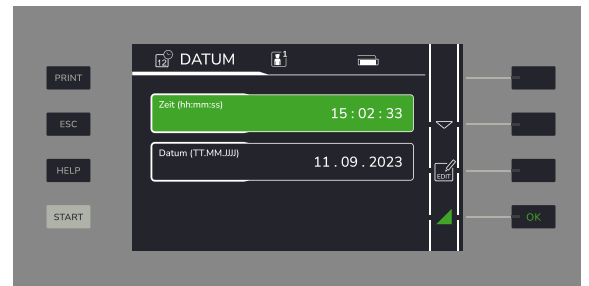 12 DATUM 1
PRINT
Zeit (hh:mm:ss)
15 : 02 : 33
ESC
Datum (TT.MM.JJJJ)
11 . 09 . 2023
HELP
EDIT
START
OK